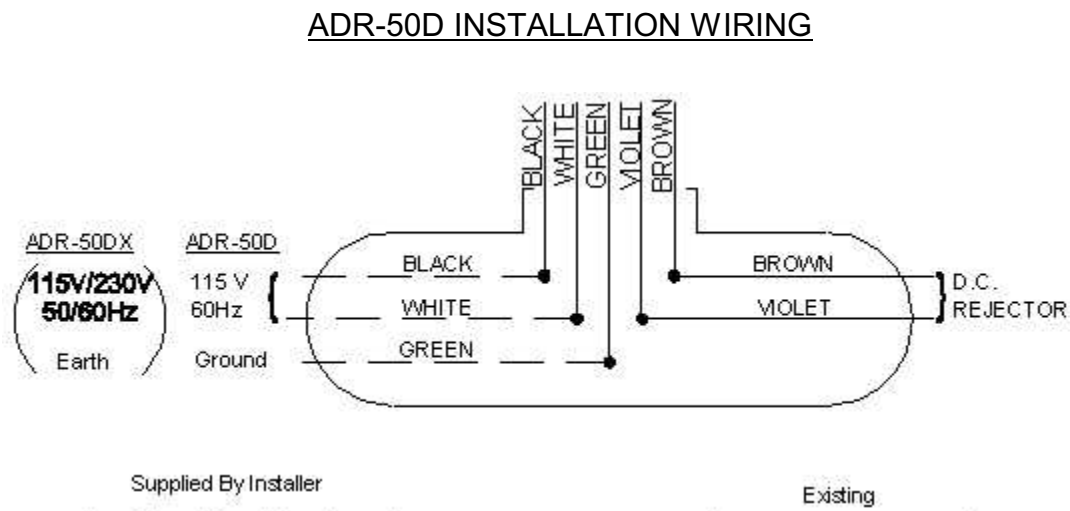 ADR-50D INSTALLATION WIRING
BLACK
WHITE
GREEN
VIOLET
BROWN
ADR-50DX
115V/230V
50/60Hz
Earth
ADR-50D
115 V
60Hz
Ground
BLACK
WHITE
GREEN
BROWN
VIOLET
D.C.
REJECTOR
Supplied By Installer
Existing